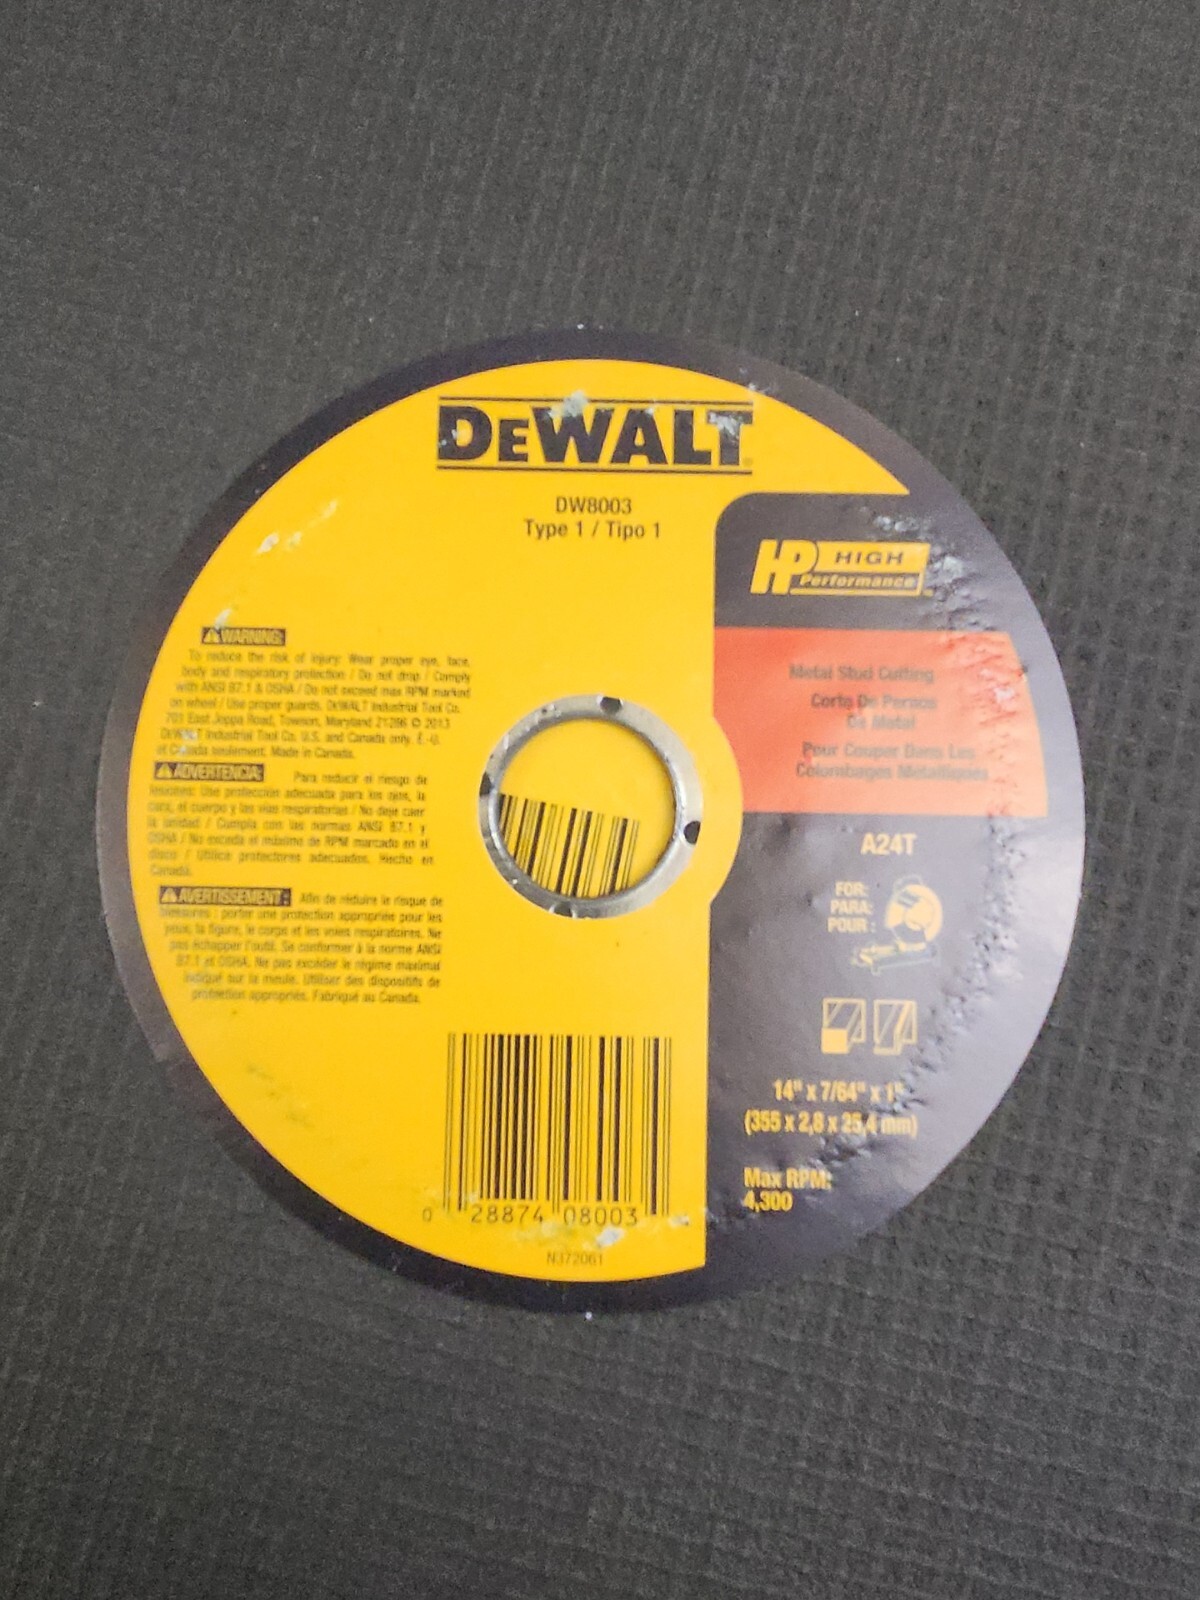 DEWALT
DW8003
Type 1 / Tipo 1
HP HIGH
Performance
WARNING:
To reduce the risk of injury: Wear proper eye, face,
body and respiratory protection / Do not drop / Comply
with ANSI B7.1 & OSHA / Do not exceed max RPM marked
on wheel / Use proper guards. DEWALT Industrial Tool Co.
701 East Joppa Road, Towson, Maryland 21286 © 2013
DEWALT Industrial Tool Co. U.S. and Canada only. É.-U.
et Canada seulement. Made in Canada.
ADVERTENCIA: Para reducir el riesgo de
lesiones: Use protección adecuada para los ojos, la
cara, el cuerpo y las vías respiratorias / No deje caer
la unidad / Cumpla con las normas ANSI B7.1 y
OSHA / No exceda el máximo de RPM marcado en el
disco / Utilice protectores adecuados. Hecho en
Canadá.
AVERTISSEMENT : Afin de réduire le risque de
blessures : porter une protection appropriée pour les
yeux, la figure, le corps et les voies respiratoires. Ne
pas échapper l'outil. Se conformer à la norme ANSI
B7.1 et OSHA. Ne pas excéder le régime maximal
indiqué sur la meule. Utiliser des dispositifs de
protection appropriés. Fabriqué au Canada.
Metal Stud Cutting
Corte De Pernos
De Metal
Pour Couper Dans Les
Colombages Métalliques
A24T
FOR:
PARA:
POUR :
14" x 7/64" x 1"
(355 x 2,8 x 25,4 mm)
Max RPM:
4,300
0 28874 08003
N372061